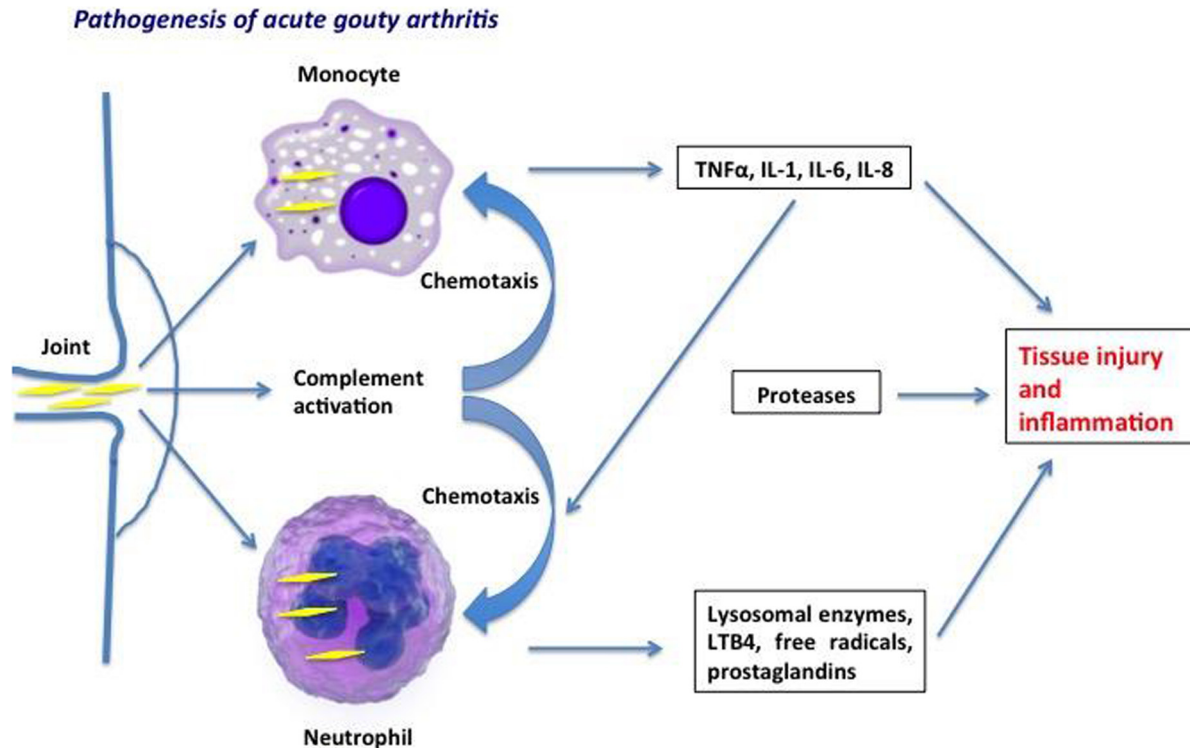 Pathogenesis of acute gouty arthritis
Monocyte
TNFα, IL-1, IL-6, IL-8
Chemotaxis
Joint
Complement
activation
Proteases
Tissue injury
and
inflammation
Chemotaxis
Lysosomal enzymes,
LTB4, free radicals,
prostaglandins
Neutrophil